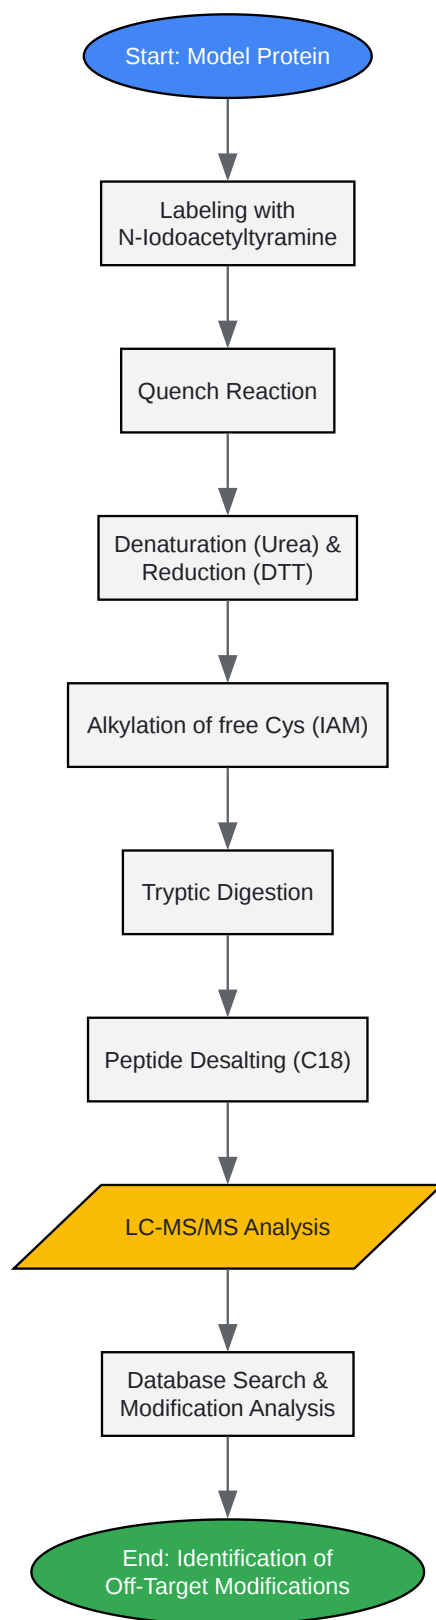 Start: Model Protein
Labeling with
N-Iodoacetyltyramine
Quench Reaction
Denaturation (Urea) &
Reduction (DTT)
Alkylation of free Cys (IAM)
Tryptic Digestion
Peptide Desalting (C18)
LC-MS/MS Analysis
Database Search &
Modification Analysis
End: Identification of
Off-Target Modifications